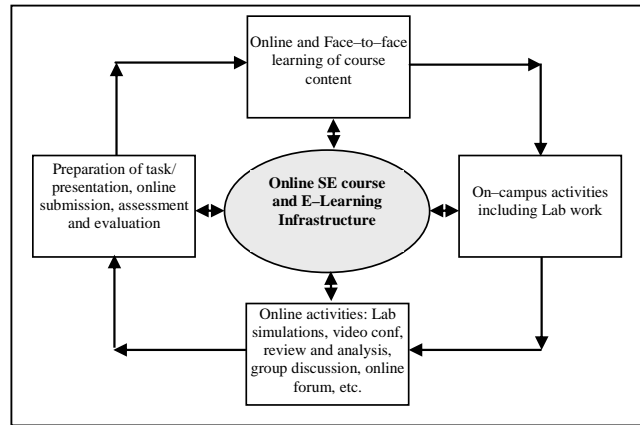 Online and Face–to–face
learning of course
content
Preparation of task/
presentation, online
submission, assessment
and evaluation
Online SE course
and E–Learning
Infrastructure
On–campus activities
including Lab work
Online activities: Lab
simulations, video conf,
review and analysis,
group discussion, online
forum, etc.